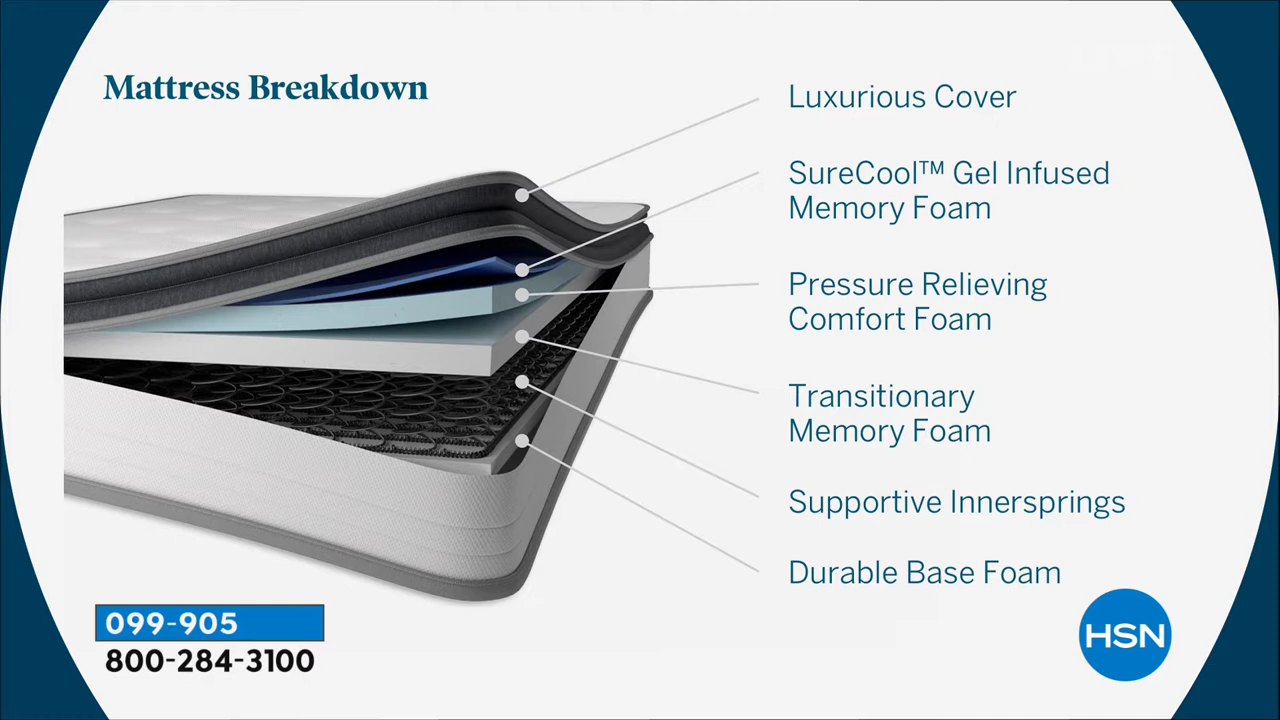 Mattress Breakdown
Luxurious Cover
SureCool™ Gel Infused
Memory Foam
Pressure Relieving
Comfort Foam
Transitionary
Memory Foam
Supportive Innersprings
Durable Base Foam
099-905
800-284-3100
HSN